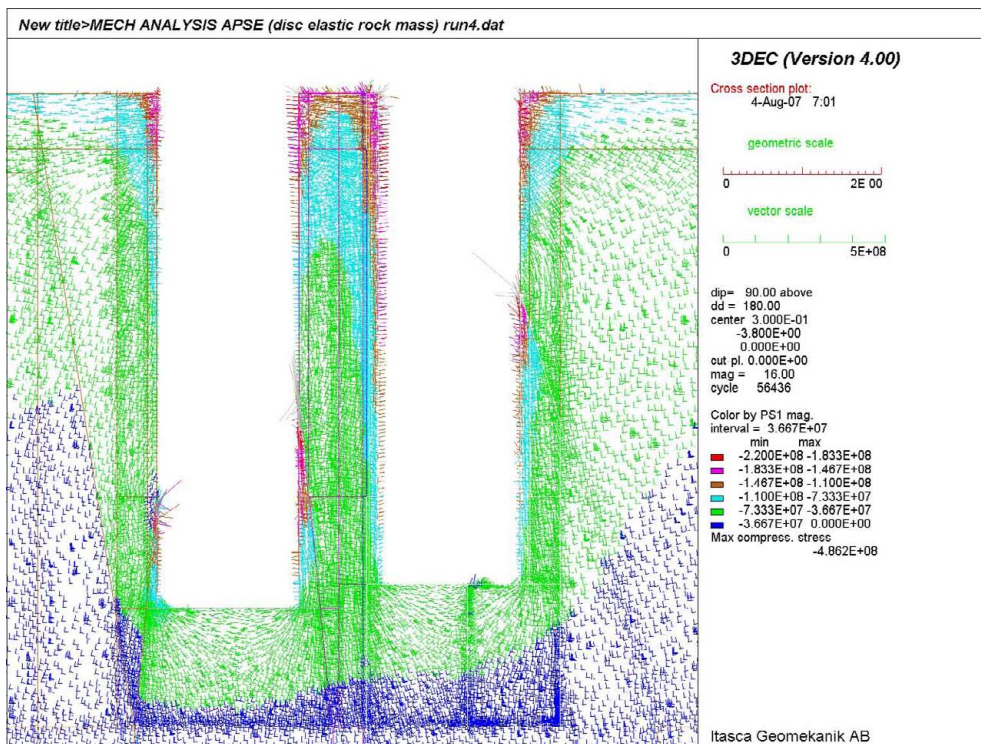 New title>MECH ANALYSIS APSE (disc elastic rock mass) run4.dat
3DEC (Version 4.00)
Cross section plot:
4-Aug-07 7:01
geometric scale
0 2E 00
vector scale
0 5E+08
dip= 90.00 above
dd = 180.00
center 3.000E-01
-3.800E+00
0.000E+00
cut pl. 0.000E+00
mag = 16.00
cycle 56436
Color by PS1 mag.
interval = 3.667E+07
min max
-2.200E+08 -1.833E+08
-1.833E+08 -1.467E+08
-1.467E+08 -1.100E+08
-1.100E+08 -7.333E+07
-7.333E+07 -3.667E+07
-3.667E+07 0.000E+00
Max compress. stress
-4.862E+08
Itasca Geomekanik AB